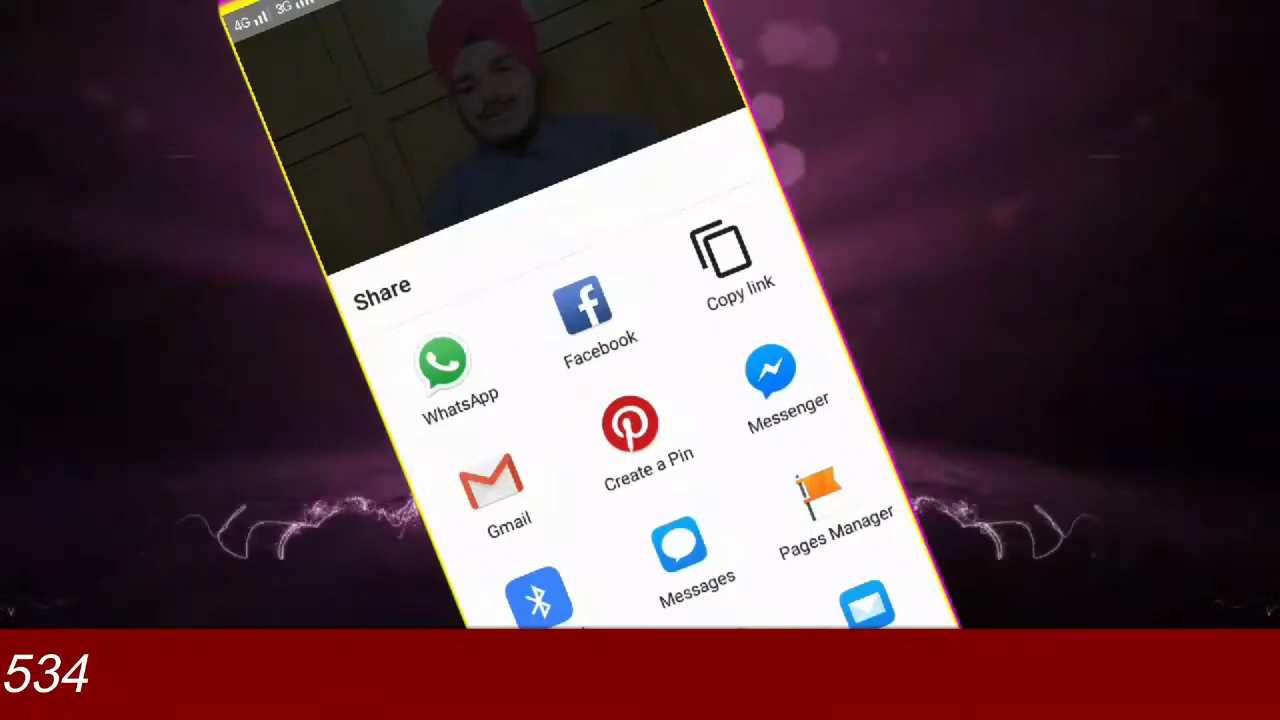 4G 3G
Share
WhatsApp
Facebook
Copy link
Gmail
Create a Pin
Messenger
Messages
Pages Manager
534